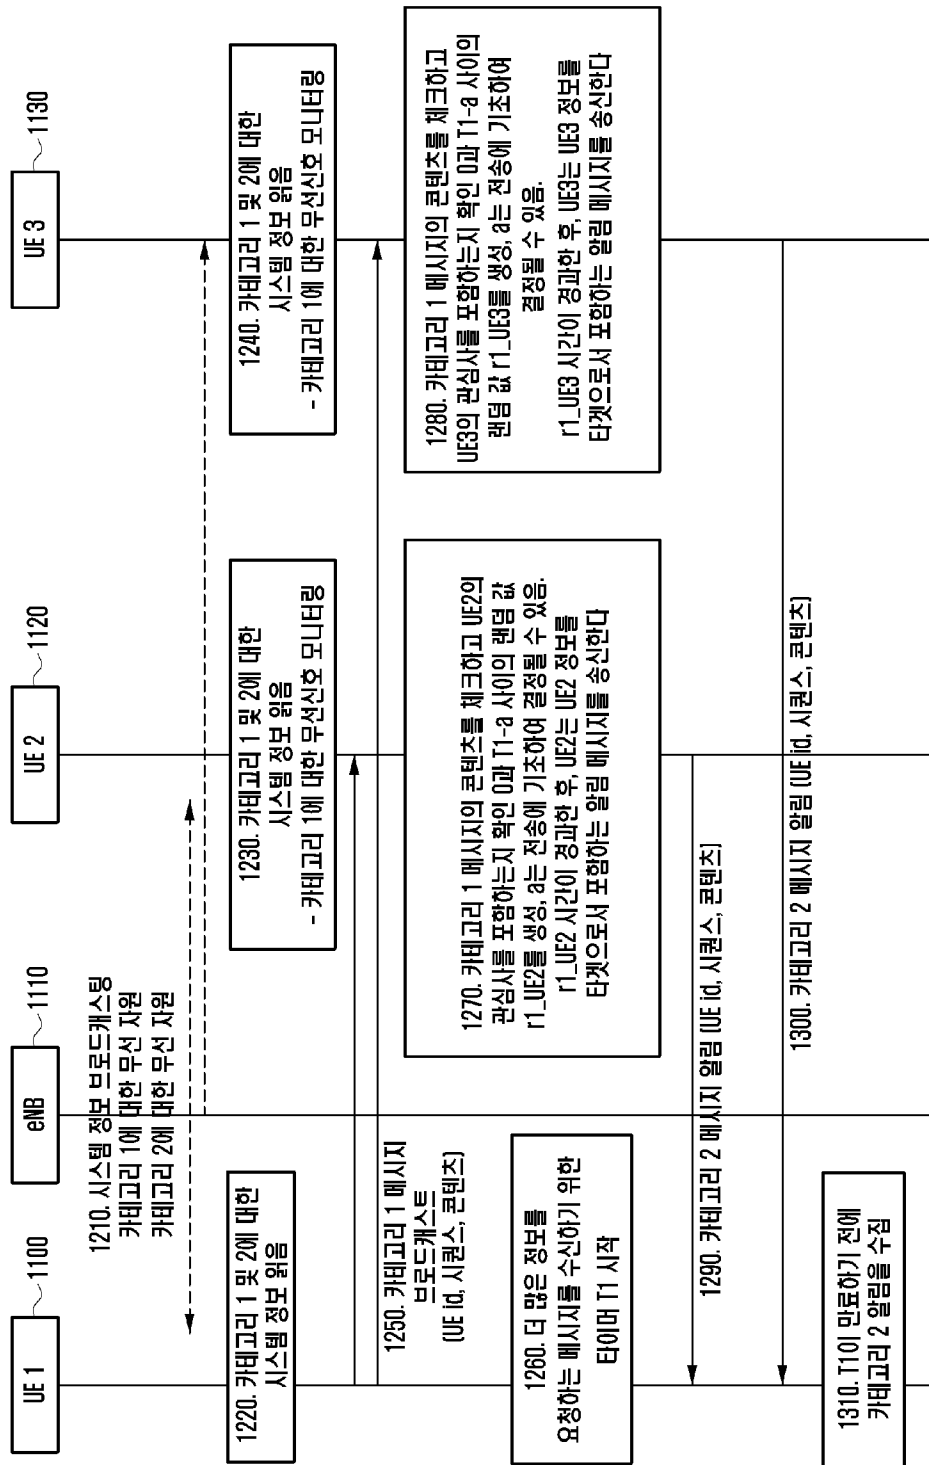 UE 1
1100
eNB
1110
UE 2
1120
UE 3
1130
1210. 시스템 정보 브로드캐스팅
카테고리 1에 대한 무선 자원
카테고리 2에 대한 무선 자원
1220. 카테고리 1 및 2에 대한
시스템 정보 읽음
1230. 카테고리 1 및 2에 대한
시스템 정보 읽음
- 카테고리 1에 대한 무선신호 모니터링
1240. 카테고리 1 및 2에 대한
시스템 정보 읽음
- 카테고리 1에 대한 무선신호 모니터링
1250. 카테고리 1 메시지
브로드캐스트
(UE id, 시퀀스, 콘텐츠)
1260. 더 많은 정보를
요청하는 메시지를 수신하기 위한
타이머 T1 시작
1270. 카테고리 1 메시지의 콘텐츠를 체크하고 UE2의
관심사를 포함하는지 확인 0과 T1-a 사이의 랜덤 값
r1_UE2를 생성, a는 전송에 기초하여 결정될 수 있음.
r1_UE2 시간이 경과한 후, UE2는 UE2 정보를
타겟으로서 포함하는 알림 메시지를 송신한다
1280. 카테고리 1 메시지의 콘텐츠를 체크하고
UE3의 관심사를 포함하는지 확인 0과 T1-a 사이의
랜덤 값 r1_UE3를 생성, a는 전송에 기초하여
결정될 수 있음.
r1_UE3 시간이 경과한 후, UE3는 UE3 정보를
타겟으로서 포함하는 알림 메시지를 송신한다
1290. 카테고리 2 메시지 알림 (UE id, 시퀀스, 콘텐츠)
1300. 카테고리 2 메시지 알림 (UE id, 시퀀스, 콘텐츠)
1310. T1이 만료하기 전에
카테고리 2 알림을 수집